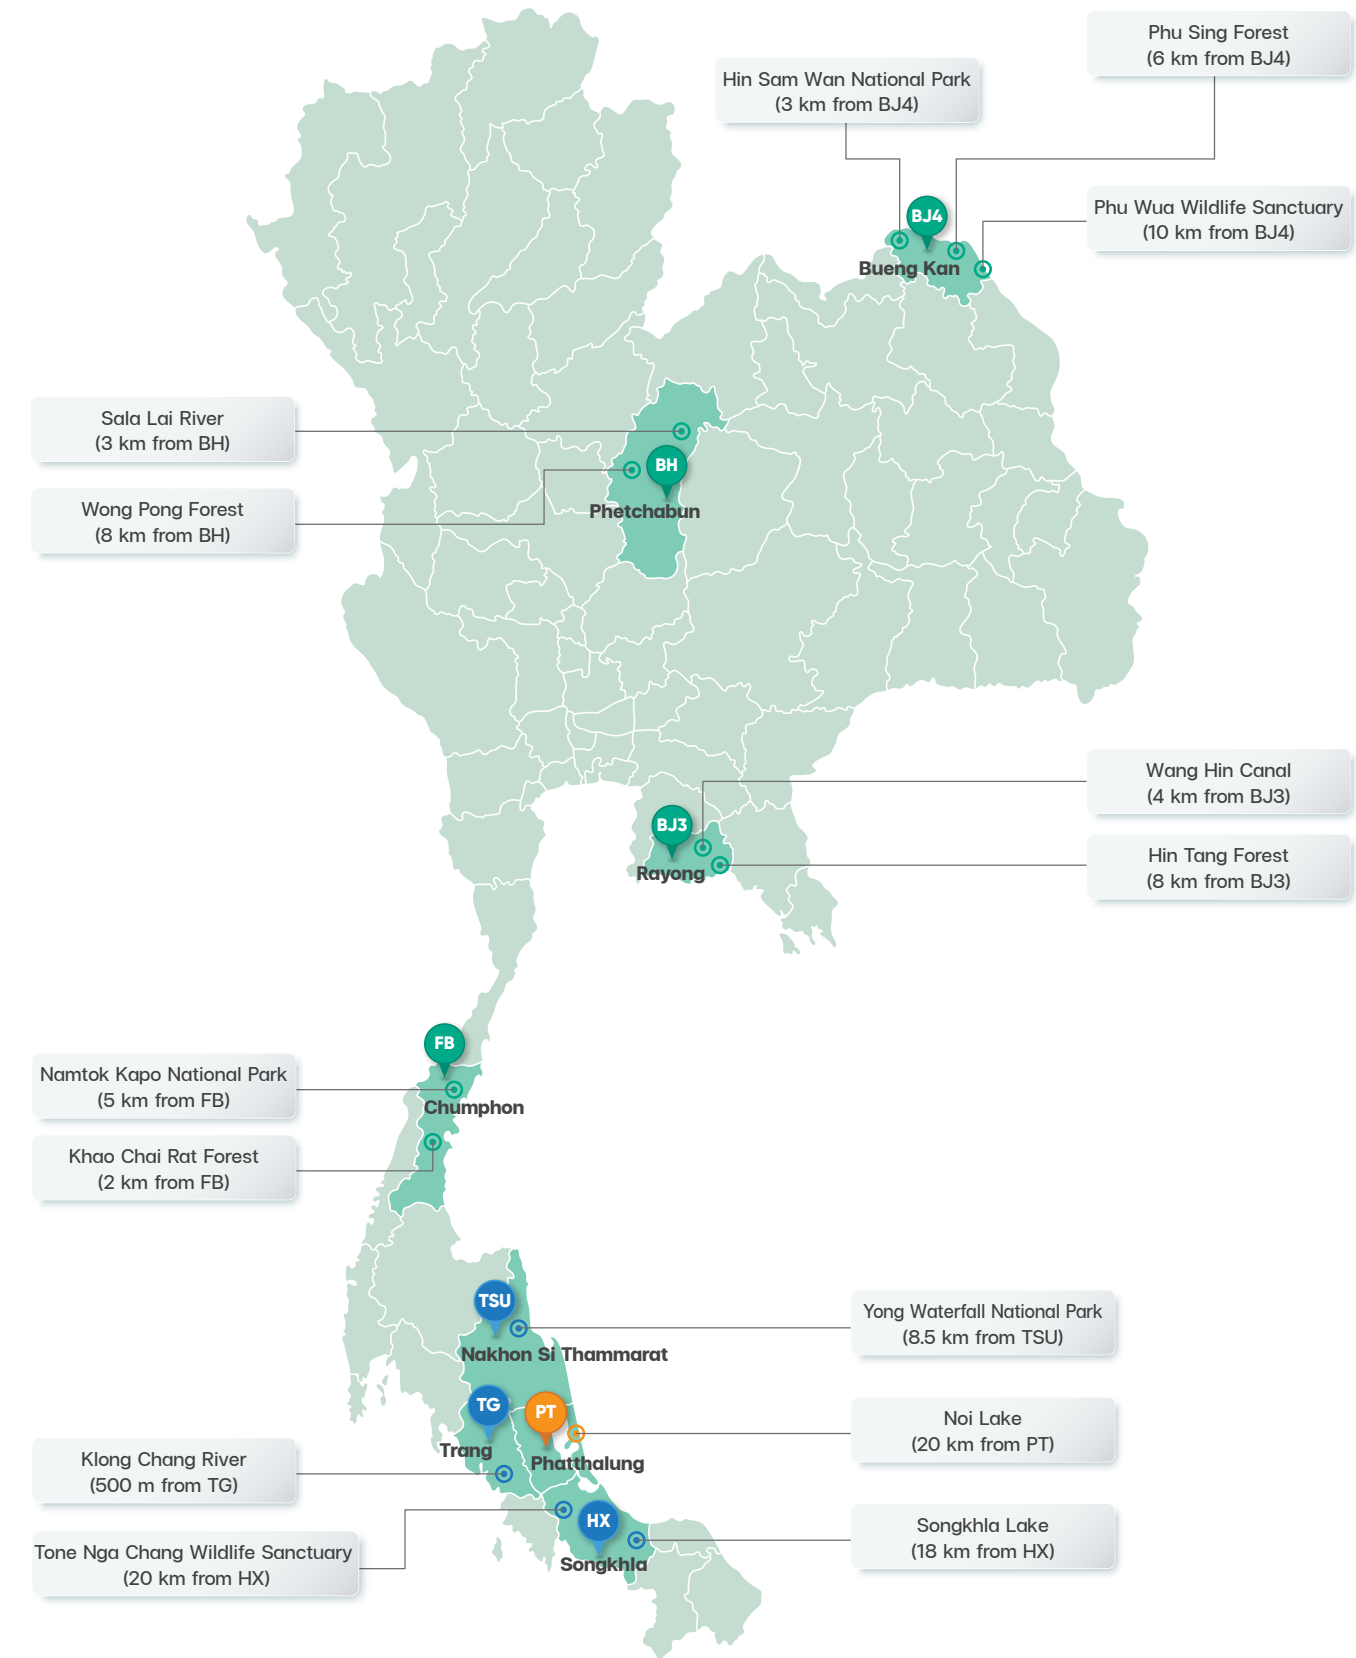 Phu Sing Forest
(6 km from BJ4)
Hin Sam Wan National Park
(3 km from BJ4)
Phu Wua Wildlife Sanctuary
(10 km from BJ4)
BJ4
Bueng Kan
Sala Lai River
(3 km from BH)
BH
Wong Pong Forest
(8 km from BH)
Phetchabun
Wang Hin Canal
(4 km from BJ3)
BJ3
Hin Tang Forest
(8 km from BJ3)
Rayong
FB
Namtok Kapo National Park
(5 km from FB)
Chumphon
Khao Chai Rat Forest
(2 km from FB)
TSU
Yong Waterfall National Park
(8.5 km from TSU)
Nakhon Si Thammarat
TG
PT
Noi Lake
(20 km from PT)
Trang
Phatthalung
Klong Chang River
(500 m from TG)
HX
Songkhla Lake
(18 km from HX)
Tone Nga Chang Wildlife Sanctuary
(20 km from HX)
Songkhla